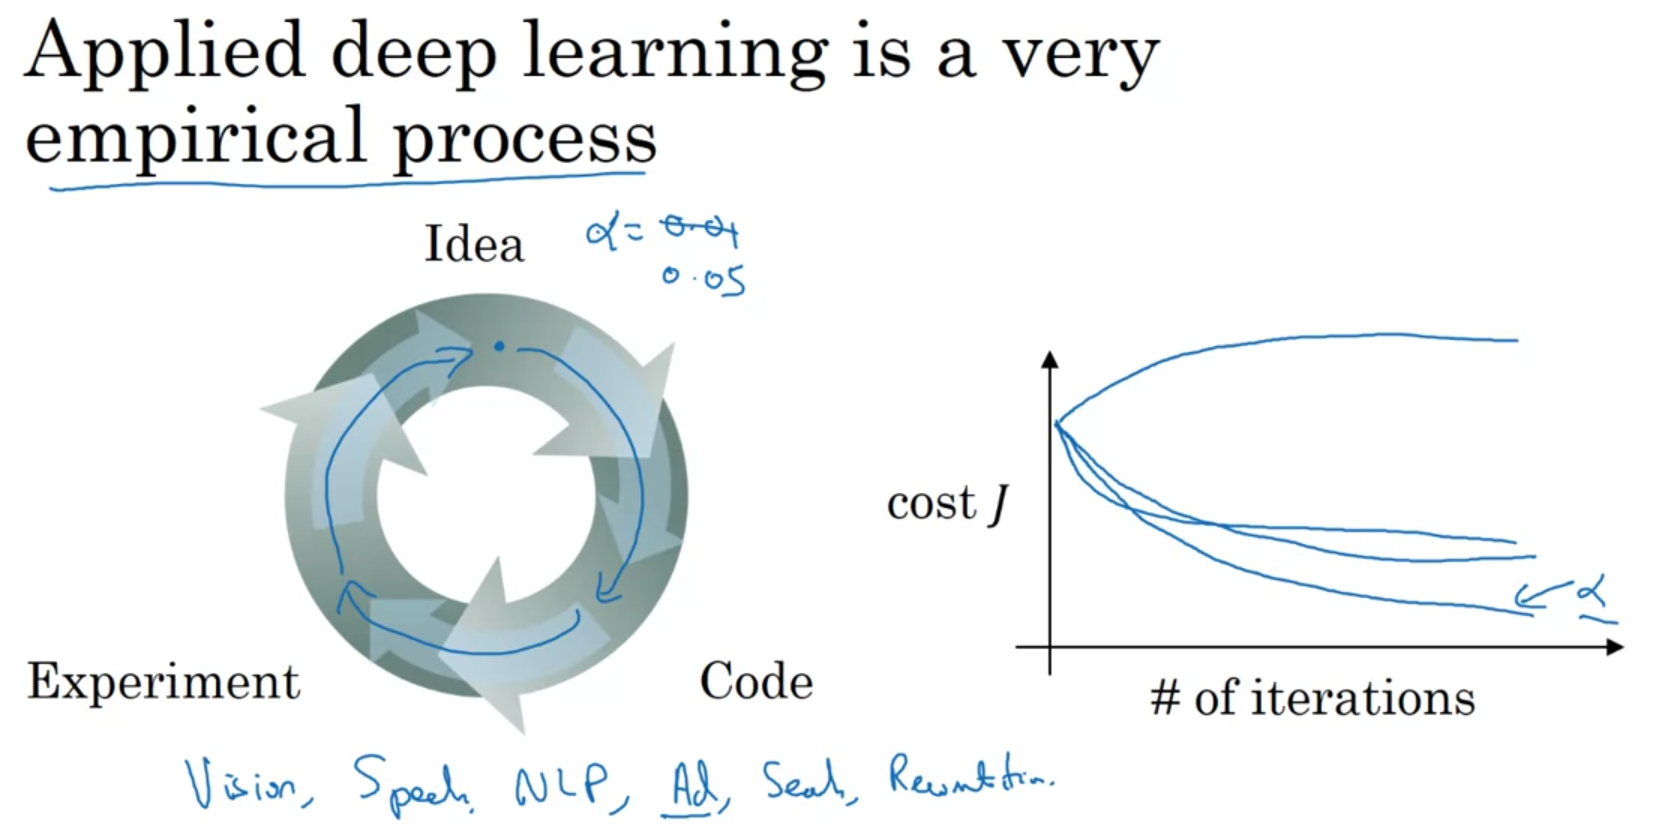 Applied deep learning is a very
empirical process
Idea
α = 0.01
0.05
cost J
α
Experiment
Code
# of iterations
Vision, Speech, NLP, Ad, Search,